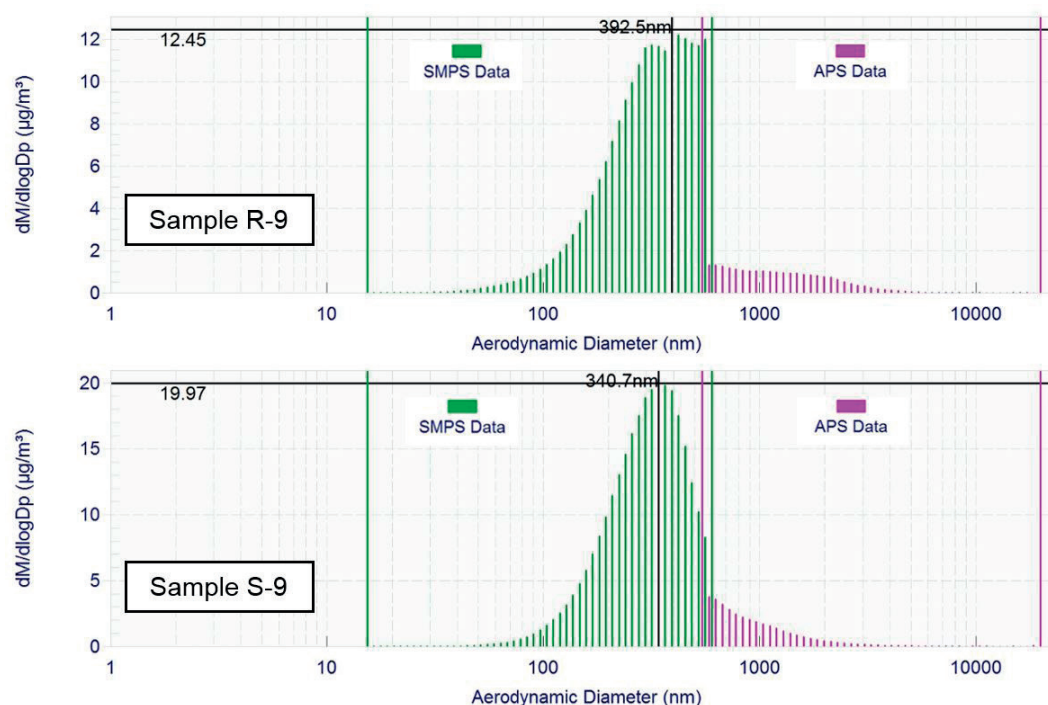 dM/dlogDp (µg/m³)
12
10
8
6
4
2
0
12.45
392.5nm
SMPS Data
APS Data
Sample R-9
1
10
100
1000
10000
Aerodynamic Diameter (nm)
dM/dlogDp (µg/m³)
20
15
10
5
0
19.97
340.7nm
SMPS Data
APS Data
Sample S-9
1
10
100
1000
10000
Aerodynamic Diameter (nm)